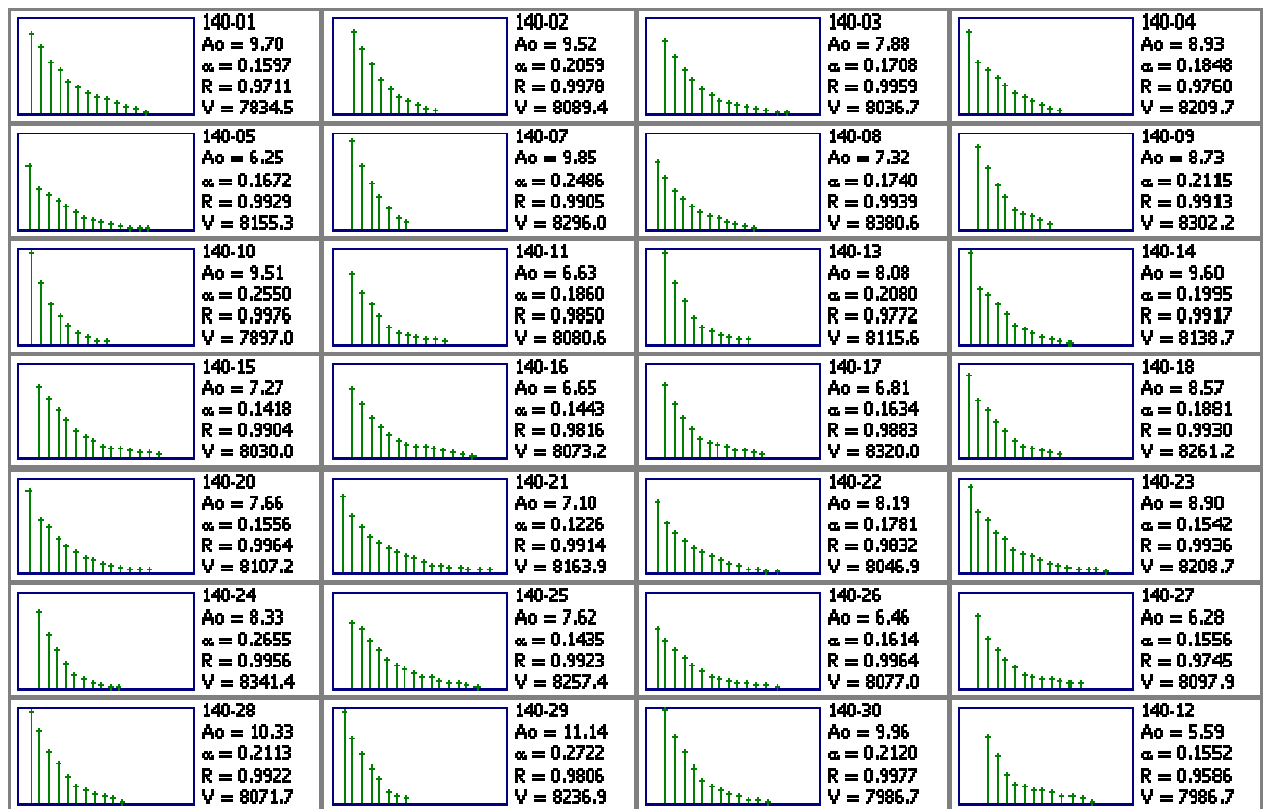 140-01
Ao = 9.70
α = 0.1597
R = 0.9711
V = 7834.5
140-02
Ao = 9.52
α = 0.2059
R = 0.9978
V = 8089.4
140-03
Ao = 7.88
α = 0.1708
R = 0.9959
V = 8036.7
140-04
Ao = 8.93
α = 0.1848
R = 0.9760
V = 8209.7
140-05
Ao = 6.25
α = 0.1672
R = 0.9929
V = 8155.3
140-07
Ao = 9.85
α = 0.2486
R = 0.9905
V = 8296.0
140-08
Ao = 7.32
α = 0.1740
R = 0.9939
V = 8380.6
140-09
Ao = 8.73
α = 0.2115
R = 0.9913
V = 8302.2
140-10
Ao = 9.51
α = 0.2550
R = 0.9976
V = 7897.0
140-11
Ao = 6.63
α = 0.1860
R = 0.9850
V = 8080.6
140-13
Ao = 8.08
α = 0.2080
R = 0.9772
V = 8115.6
140-14
Ao = 9.60
α = 0.1995
R = 0.9917
V = 8138.7
140-15
Ao = 7.27
α = 0.1418
R = 0.9904
V = 8030.0
140-16
Ao = 6.65
α = 0.1443
R = 0.9816
V = 8073.2
140-17
Ao = 6.81
α = 0.1634
R = 0.9883
V = 8320.0
140-18
Ao = 8.57
α = 0.1881
R = 0.9930
V = 8261.2
140-20
Ao = 7.66
α = 0.1556
R = 0.9964
V = 8107.2
140-21
Ao = 7.10
α = 0.1226
R = 0.9914
V = 8163.9
140-22
Ao = 8.19
α = 0.1781
R = 0.9832
V = 8046.9
140-23
Ao = 8.90
α = 0.1542
R = 0.9936
V = 8208.7
140-24
Ao = 8.33
α = 0.2655
R = 0.9956
V = 8341.4
140-25
Ao = 7.62
α = 0.1435
R = 0.9923
V = 8257.4
140-26
Ao = 6.46
α = 0.1614
R = 0.9964
V = 8077.0
140-27
Ao = 6.28
α = 0.1556
R = 0.9745
V = 8097.9
140-28
Ao = 10.33
α = 0.2113
R = 0.9922
V = 8071.7
140-29
Ao = 11.14
α = 0.2722
R = 0.9806
V = 8236.9
140-30
Ao = 9.96
α = 0.2120
R = 0.9977
V = 7986.7
140-12
Ao = 5.59
α = 0.1552
R = 0.9586
V = 7986.7